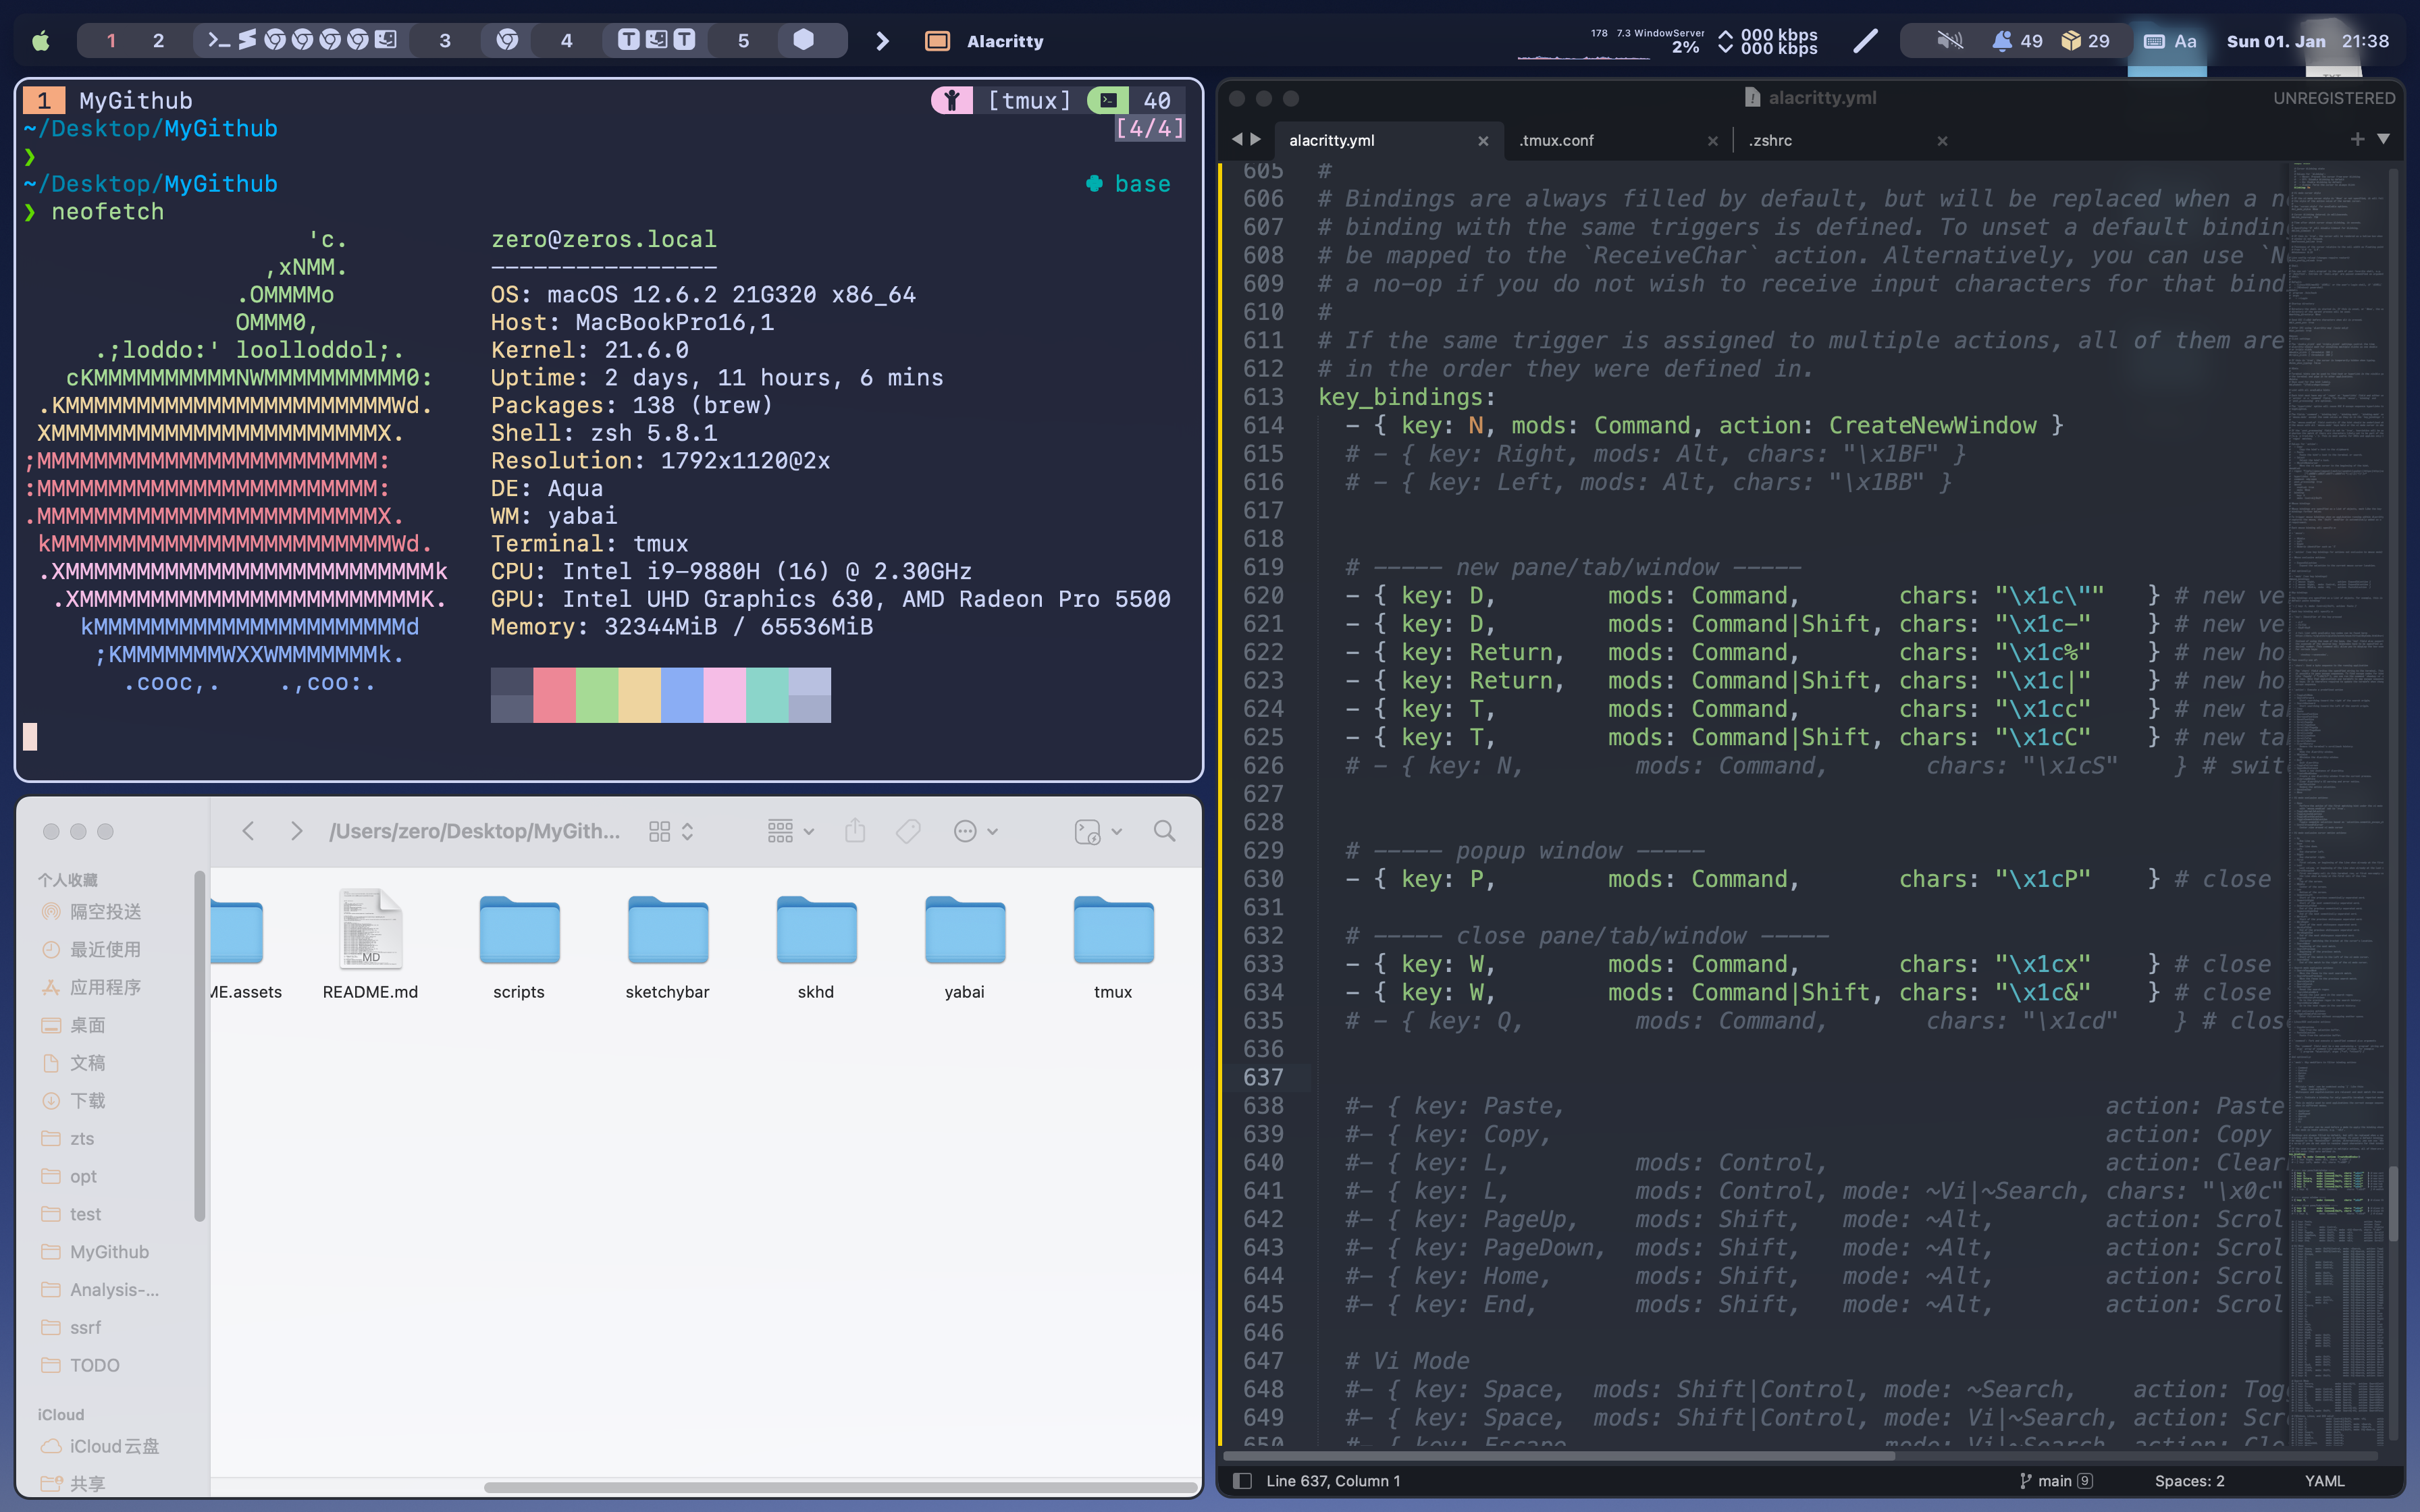 1 2 3 4 5 Alacritty
178 7.3 WindowServer
2%
000 kbps
000 kbps
49 29 Aa Sun 01. Jan 21:38
1 MyGithub [tmux] 40
~/Desktop/MyGithub [4/4]
❯
~/Desktop/MyGithub base
❯ neofetch
'c. zero@zeros.local
,xNMM. ----------------
.OMMMMo OS: macOS 12.6.2 21G320 x86_64
OMMM0, Host: MacBookPro16,1
.;loddo:' loolloddol;. Kernel: 21.6.0
cKMMMMMMMMMMNWMMMMMMMMMM0: Uptime: 2 days, 11 hours, 6 mins
.KMMMMMMMMMMMMMMMMMMMMMMMWd. Packages: 138 (brew)
XMMMMMMMMMMMMMMMMMMMMMMMX. Shell: zsh 5.8.1
;MMMMMMMMMMMMMMMMMMMMMMMM: Resolution: 1792x1120@2x
:MMMMMMMMMMMMMMMMMMMMMMMM: DE: Aqua
.MMMMMMMMMMMMMMMMMMMMMMMMX. WM: yabai
kMMMMMMMMMMMMMMMMMMMMMMMMWd. Terminal: tmux
.XMMMMMMMMMMMMMMMMMMMMMMMMMMk CPU: Intel i9-9880H (16) @ 2.30GHz
.XMMMMMMMMMMMMMMMMMMMMMMMMK. GPU: Intel UHD Graphics 630, AMD Radeon Pro 5500
kMMMMMMMMMMMMMMMMMMMMMMd Memory: 32344MiB / 65536MiB
;KMMMMMMMWXXWMMMMMMMk.
.cooc,. .,coo:.
/Users/zero/Desktop/MyGith...
个人收藏
隔空投送
最近使用
应用程序
桌面
文稿
下载
zts
opt
test
MyGithub
Analysis-...
ssrf
TODO
iCloud
iCloud云盘
共享
MD
ME.assets README.md scripts sketchybar skhd yabai tmux
alacritty.yml UNREGISTERED
alacritty.yml .tmux.conf .zshrc
605 #
606 # Bindings are always filled by default, but will be replaced when a n
607 # binding with the same triggers is defined. To unset a default bindin
608 # be mapped to the `ReceiveChar` action. Alternatively, you can use `N
609 # a no-op if you do not wish to receive input characters for that bind
610 #
611 # If the same trigger is assigned to multiple actions, all of them are
612 # in the order they were defined in.
613 key_bindings:
614 - { key: N, mods: Command, action: CreateNewWindow }
615 # - { key: Right, mods: Alt, chars: "\x1BF" }
616 # - { key: Left, mods: Alt, chars: "\x1BB" }
617
618
619 # ----- new pane/tab/window -----
620 - { key: D, mods: Command, chars: "\x1c\"" } # new ve
621 - { key: D, mods: Command|Shift, chars: "\x1c-" } # new ve
622 - { key: Return, mods: Command, chars: "\x1c%" } # new ho
623 - { key: Return, mods: Command|Shift, chars: "\x1c|" } # new ho
624 - { key: T, mods: Command, chars: "\x1cc" } # new ta
625 - { key: T, mods: Command|Shift, chars: "\x1cC" } # new ta
626 # - { key: N, mods: Command, chars: "\x1cS" } # swit
627
628
629 # ----- popup window -----
630 - { key: P, mods: Command, chars: "\x1cP" } # close
631
632 # ----- close pane/tab/window -----
633 - { key: W, mods: Command, chars: "\x1cx" } # close
634 - { key: W, mods: Command|Shift, chars: "\x1c&" } # close
635 # - { key: Q, mods: Command, chars: "\x1cd" } # clos
636
637
638 #- { key: Paste, action: Paste
639 #- { key: Copy, action: Copy
640 #- { key: L, mods: Control, action: Clear
641 #- { key: L, mods: Control, mode: ~Vi|~Search, chars: "\x0c"
642 #- { key: PageUp, mods: Shift, mode: ~Alt, action: Scrol
643 #- { key: PageDown, mods: Shift, mode: ~Alt, action: Scrol
644 #- { key: Home, mods: Shift, mode: ~Alt, action: Scrol
645 #- { key: End, mods: Shift, mode: ~Alt, action: Scrol
646
647 # Vi Mode
648 #- { key: Space, mods: Shift|Control, mode: ~Search, action: Tog
649 #- { key: Space, mods: Shift|Control, mode: Vi|~Search, action: Scr
650 #- { key: Escape, mode: Vi|~Search, action: Cle
Line 637, Column 1 main 9 Spaces: 2 YAML